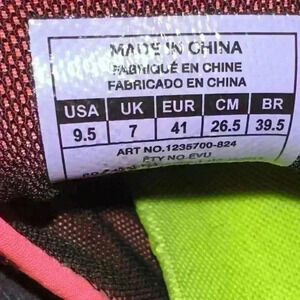 MADE IN CHINA
FABRIQUÉ EN CHINE
FABRICADO EN CHINA
USA UK EUR CM BR
9.5 7 41 26.5 39.5
ART NO.1235700-824
FTY NO.EVU